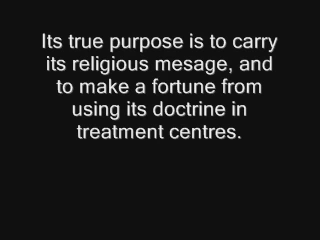 Its true purpose is to carry
its religious mesage, and
to make a fortune from
using its doctrine in
treatment centres.